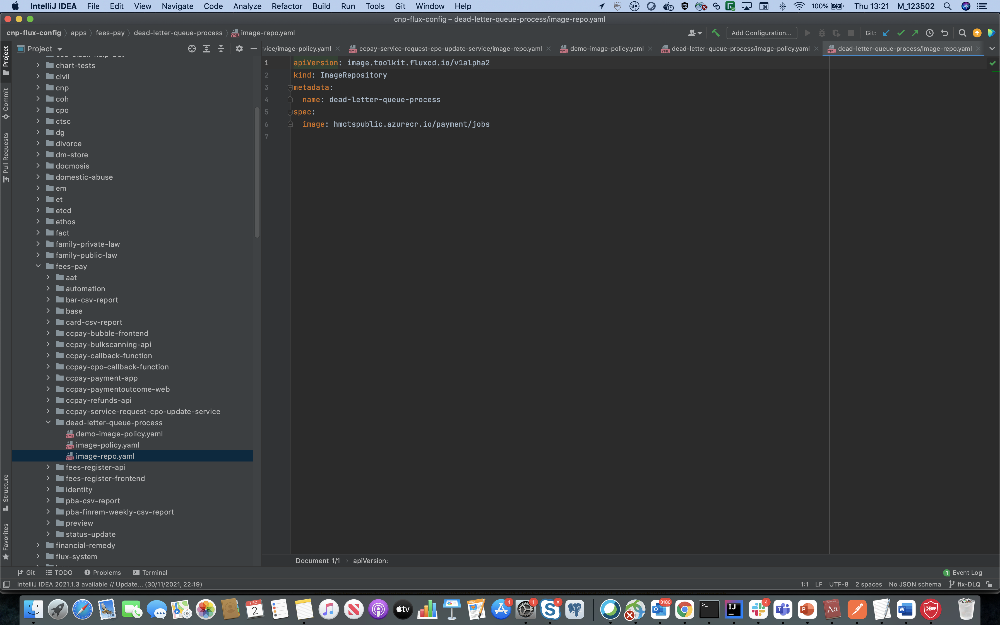 IntelliJ IDEA File Edit View Navigate Code Analyze Refactor Build Run Tools Git Window Help 100% Thu 13:21 M_123502
cnp-flux-config – dead-letter-queue-process/image-repo.yaml
cnp-flux-config apps fees-pay dead-letter-queue-process image-repo.yaml Add Configuration... Git:
Project
vice/image-policy.yaml ccpay-service-request-cpo-update-service/image-repo.yaml demo-image-policy.yaml dead-letter-queue-process/image-policy.yaml dead-letter-queue-process/image-repo.yaml
Project
Commit
Pull Requests
Structure
Favorites
chart-tests
civil
cnp
coh
cpo
ctsc
dg
divorce
dm-store
docmosis
domestic-abuse
em
et
etcd
ethos
fact
family-private-law
family-public-law
fees-pay
aat
automation
bar-csv-report
base
card-csv-report
ccpay-bubble-frontend
ccpay-bulkscanning-api
ccpay-callback-function
ccpay-cpo-callback-function
ccpay-payment-app
ccpay-paymentoutcome-web
ccpay-refunds-api
ccpay-service-request-cpo-update-service
dead-letter-queue-process
demo-image-policy.yaml
image-policy.yaml
image-repo.yaml
fees-register-api
fees-register-frontend
identity
pba-csv-report
pba-finrem-weekly-csv-report
preview
status-update
financial-remedy
flux-system
1 apiVersion: image.toolkit.fluxcd.io/v1alpha2
2 kind: ImageRepository
3 metadata:
4 name: dead-letter-queue-process
5 spec:
6 image: hmctspublic.azurecr.io/payment/jobs
7
Document 1/1 › apiVersion:
Git TODO Problems Terminal 1 Event Log
IntelliJ IDEA 2021.1.3 available // Update... (30/11/2021, 22:19) 1:1 LF UTF-8 2 spaces No JSON schema fix-DLQ
DEC
2
tv
4
1
X
3180
4
IJ
Aa